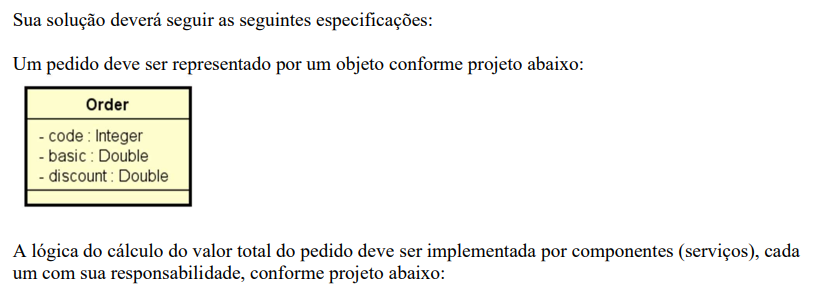 Sua solução deverá seguir as seguintes especificações:
Um pedido deve ser representado por um objeto conforme projeto abaixo:
Order
- code : Integer
- basic : Double
- discount : Double
A lógica do cálculo do valor total do pedido deve ser implementada por componentes (serviços), cada
um com sua responsabilidade, conforme projeto abaixo: